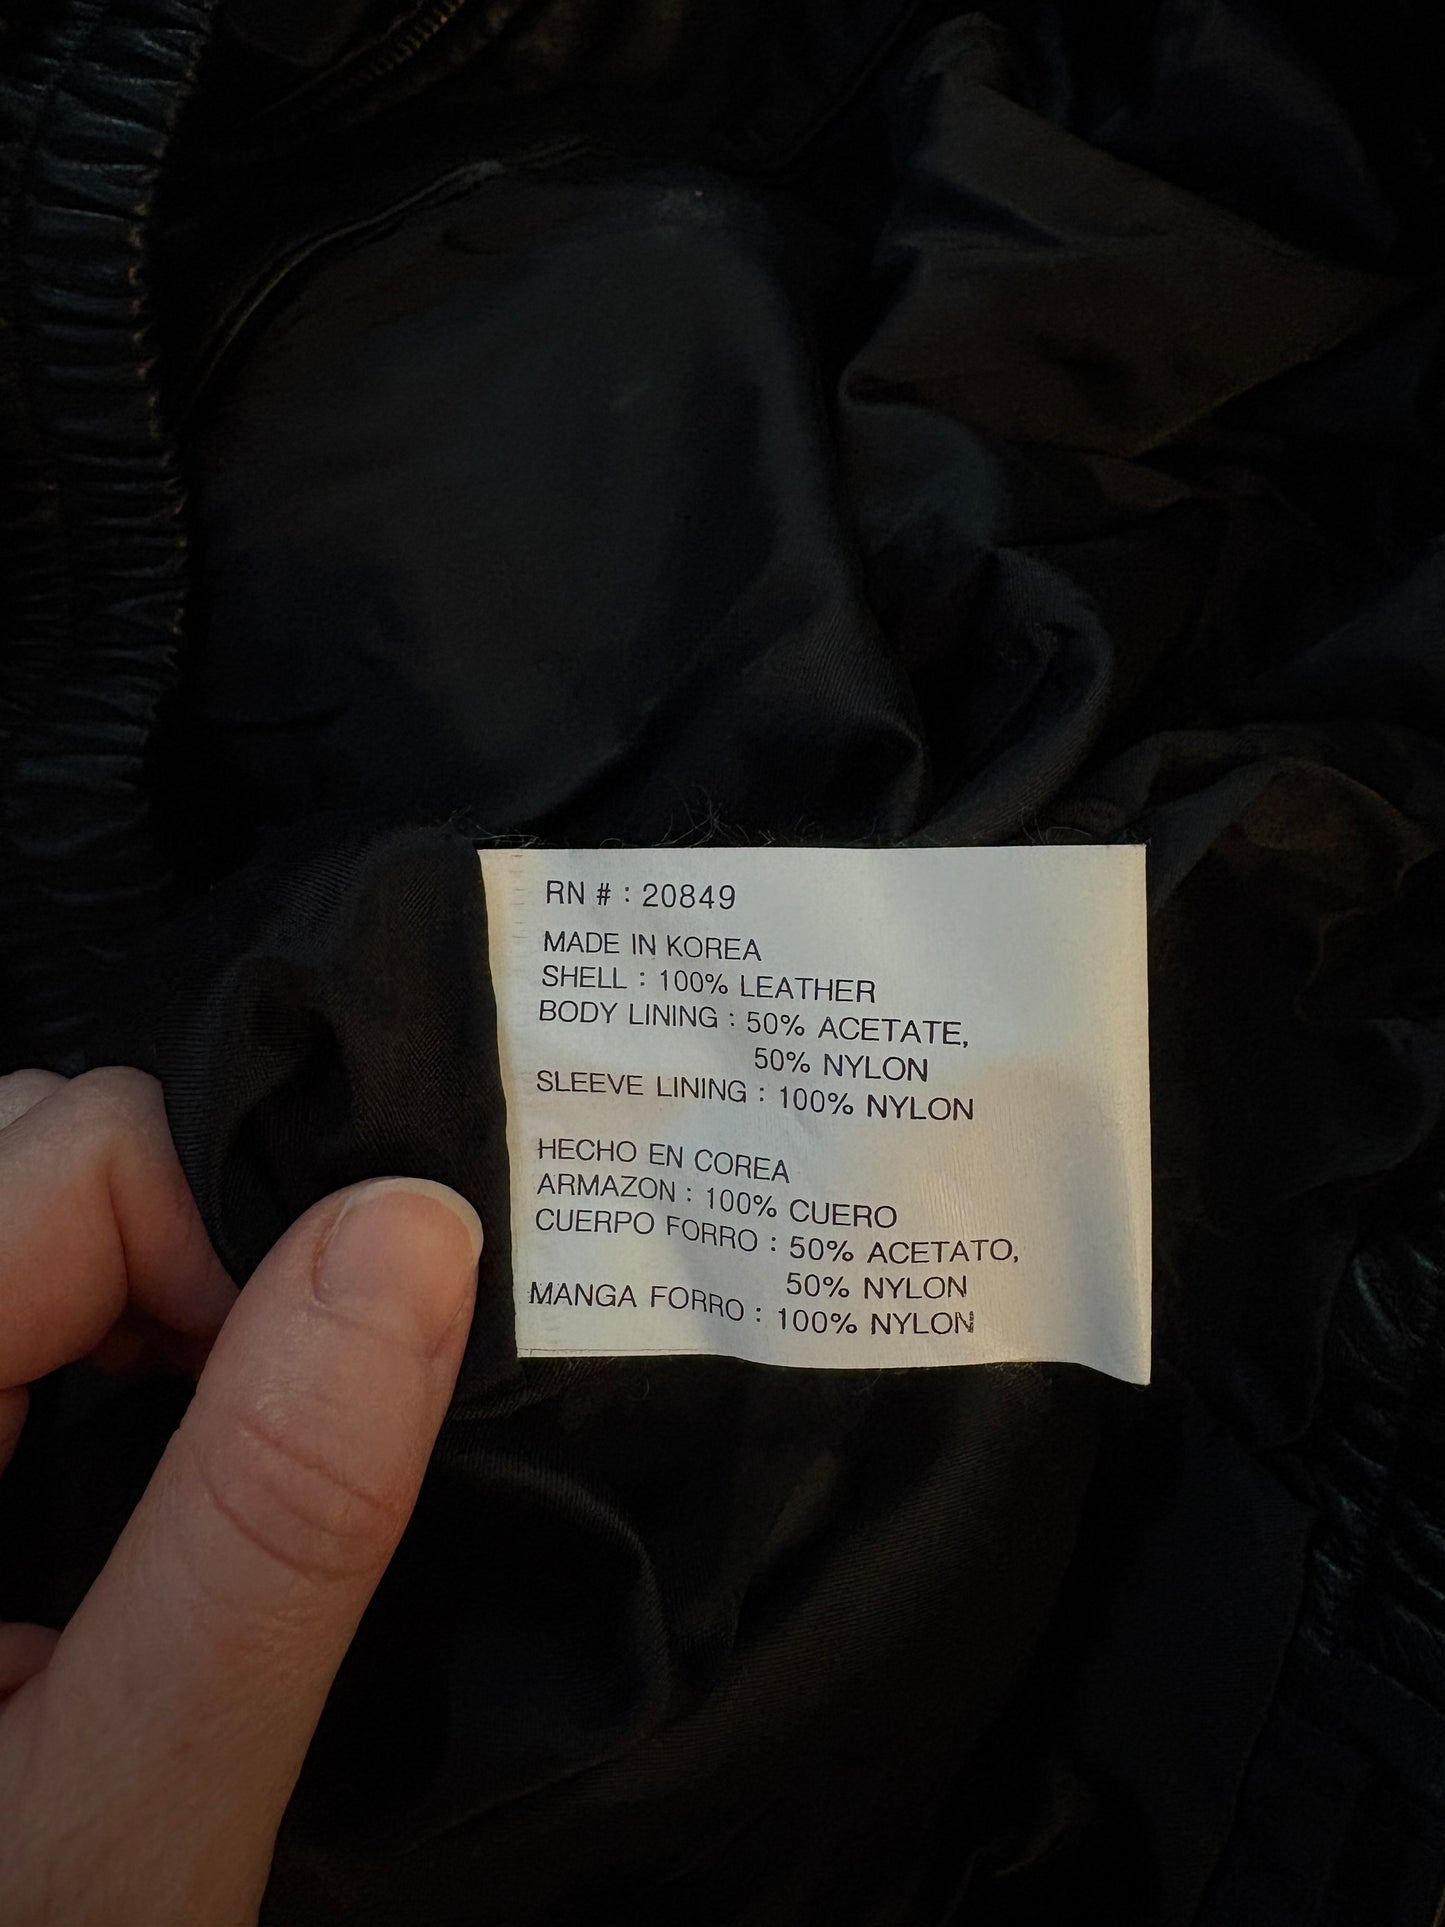 RN # : 20849
MADE IN KOREA
SHELL : 100% LEATHER
BODY LINING : 50% ACETATE,
50% NYLON
SLEEVE LINING : 100% NYLON
HECHO EN COREA
ARMAZON : 100% CUERO
CUERPO FORRO : 50% ACETATO,
50% NYLON
MANGA FORRO : 100% NYLON